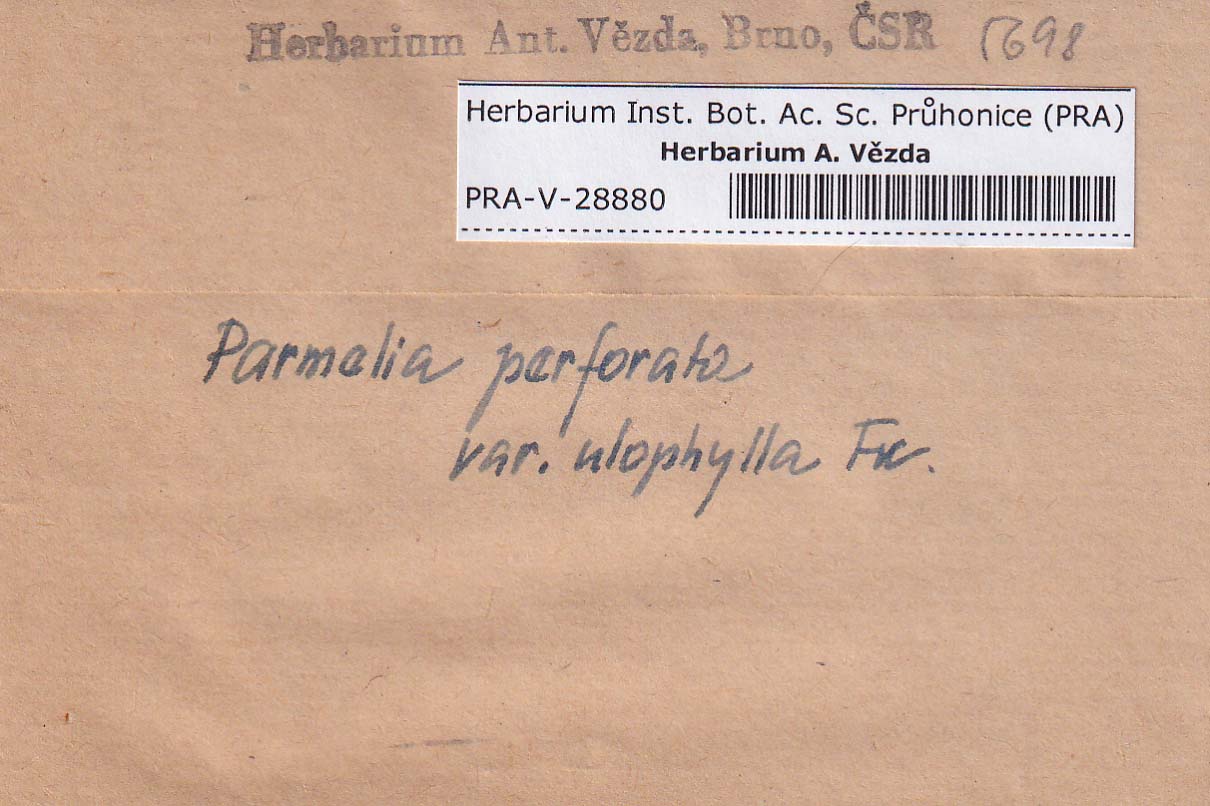 Herbarium Ant. Vězda, Brno, ČSR
Herbarium Inst. Bot. Ac. Sc. Průhonice (PRA)
Herbarium A. Vězda
PRA-V-28880
Parmelia perforata
var. ulophylla